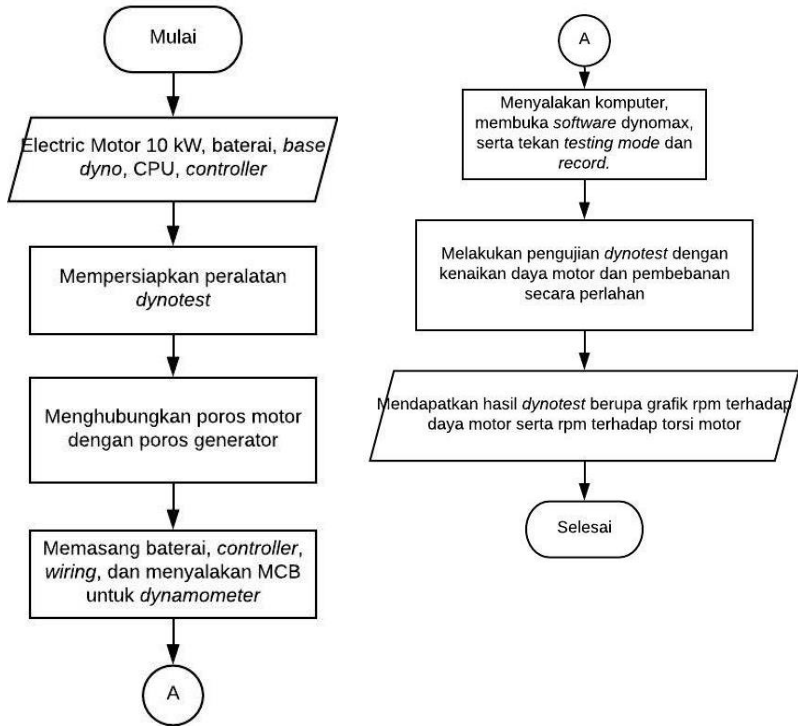 Mulai
Electric Motor 10 kW, baterai, base
dyno, CPU, controller
Mempersiapkan peralatan
dynotest
Menghubungkan poros motor
dengan poros generator
Memasang baterai, controller,
wiring, dan menyalakan MCB
untuk dynamometer
A
A
Menyalakan komputer,
membuka software dynomax,
serta tekan testing mode dan
record.
Melakukan pengujian dynotest dengan
kenaikan daya motor dan pembebanan
secara perlahan
Mendapatkan hasil dynotest berupa grafik rpm terhadap
daya motor serta rpm terhadap torsi motor
Selesai